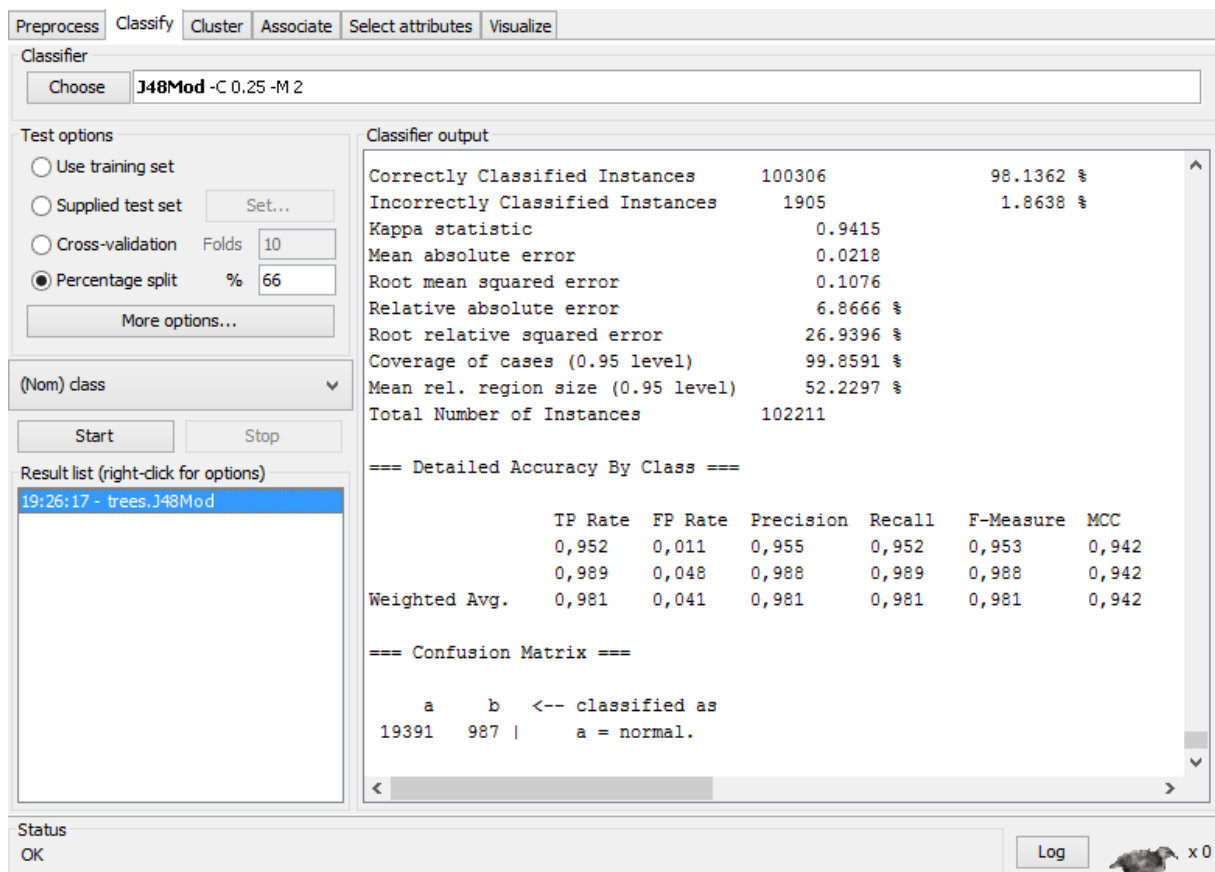 Preprocess Classify Cluster Associate Select attributes Visualize
Classifier
Choose J48Mod -C 0.25 -M 2
Test options
Use training set
Supplied test set Set...
Cross-validation Folds 10
Percentage split % 66
More options...
(Nom) class
Start Stop
Result list (right-click for options)
19:26:17 - trees.J48Mod
Classifier output
Correctly Classified Instances 100306 98.1362 %
Incorrectly Classified Instances 1905 1.8638 %
Kappa statistic 0.9415
Mean absolute error 0.0218
Root mean squared error 0.1076
Relative absolute error 6.8666 %
Root relative squared error 26.9396 %
Coverage of cases (0.95 level) 99.8591 %
Mean rel. region size (0.95 level) 52.2297 %
Total Number of Instances 102211
=== Detailed Accuracy By Class ===
TP Rate FP Rate Precision Recall F-Measure MCC
0,952 0,011 0,955 0,952 0,953 0,942
0,989 0,048 0,988 0,989 0,988 0,942
Weighted Avg. 0,981 0,041 0,981 0,981 0,981 0,942
=== Confusion Matrix ===
a b <-- classified as
19391 987 | a = normal.
Status
OK
Log x 0